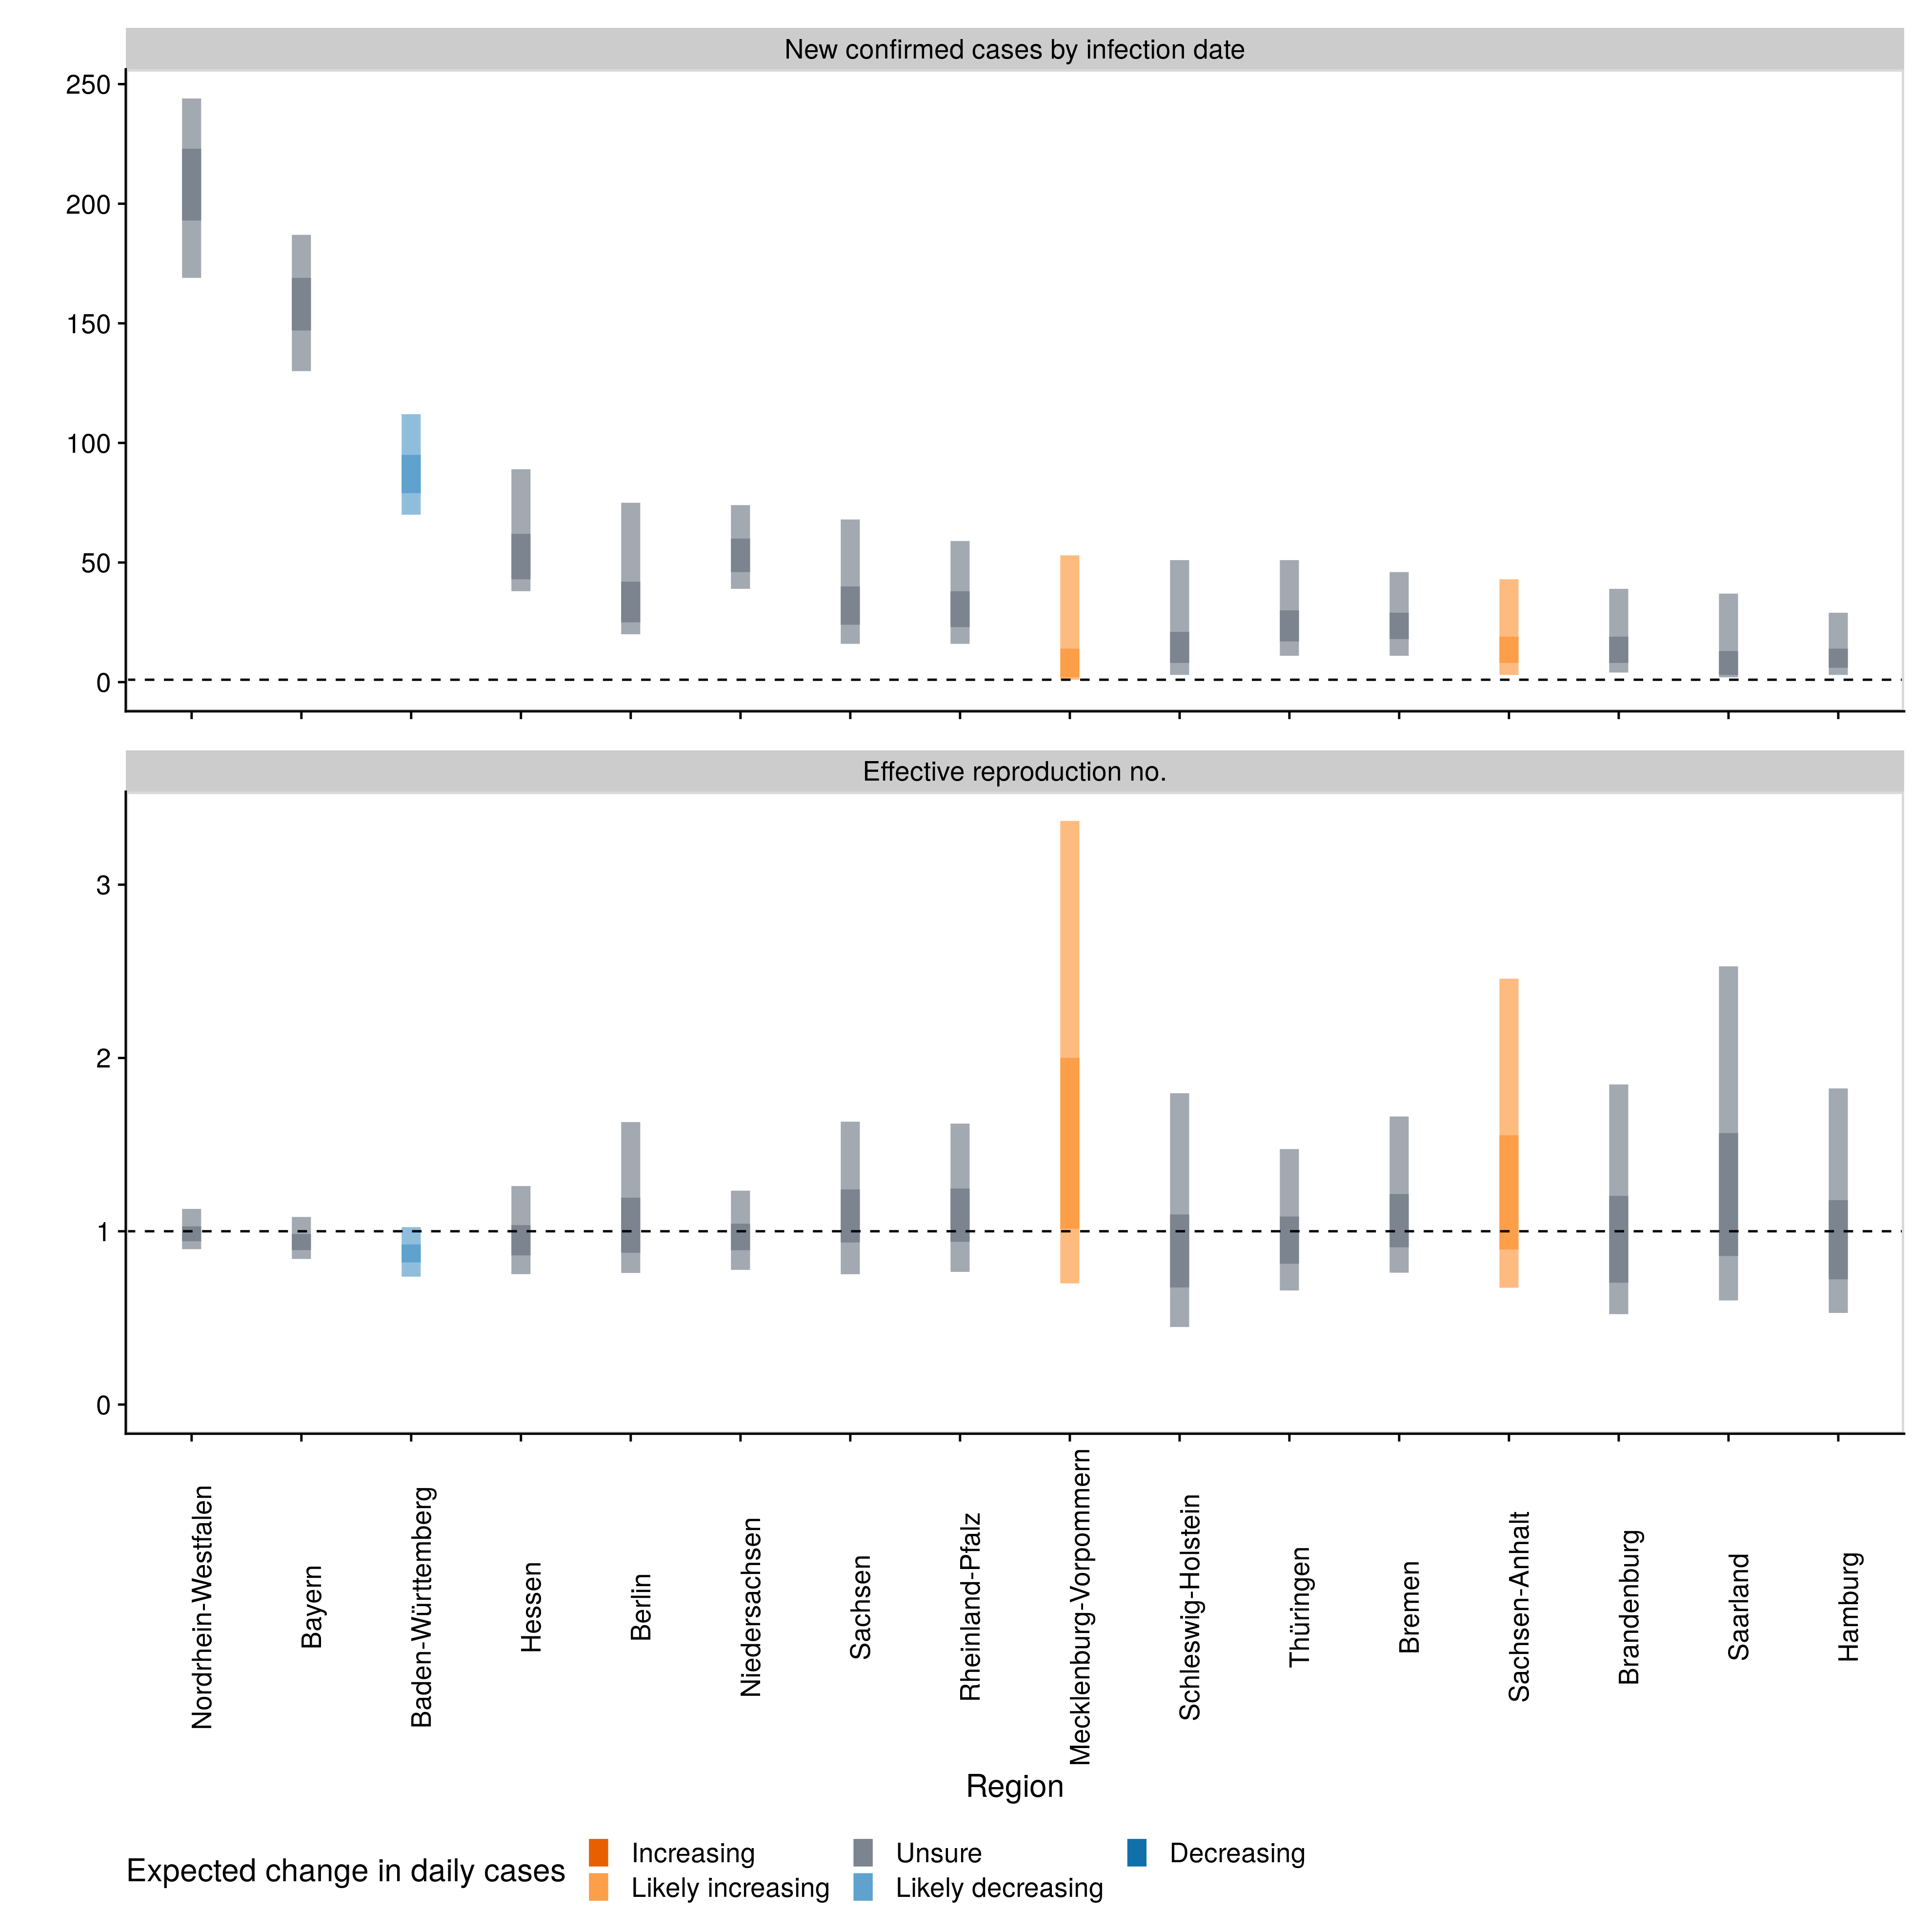 New confirmed cases by infection date
250
200
150
100
50
0
Effective reproduction no.
3
2
1
0
Nordrhein-Westfalen
Bayern
Baden-Württemberg
Hessen
Berlin
Niedersachsen
Sachsen
Rheinland-Pfalz
Mecklenburg-Vorpommern
Schleswig-Holstein
Thüringen
Bremen
Sachsen-Anhalt
Brandenburg
Saarland
Hamburg
Region
Expected change in daily cases
Increasing
Likely increasing
Unsure
Likely decreasing
Decreasing